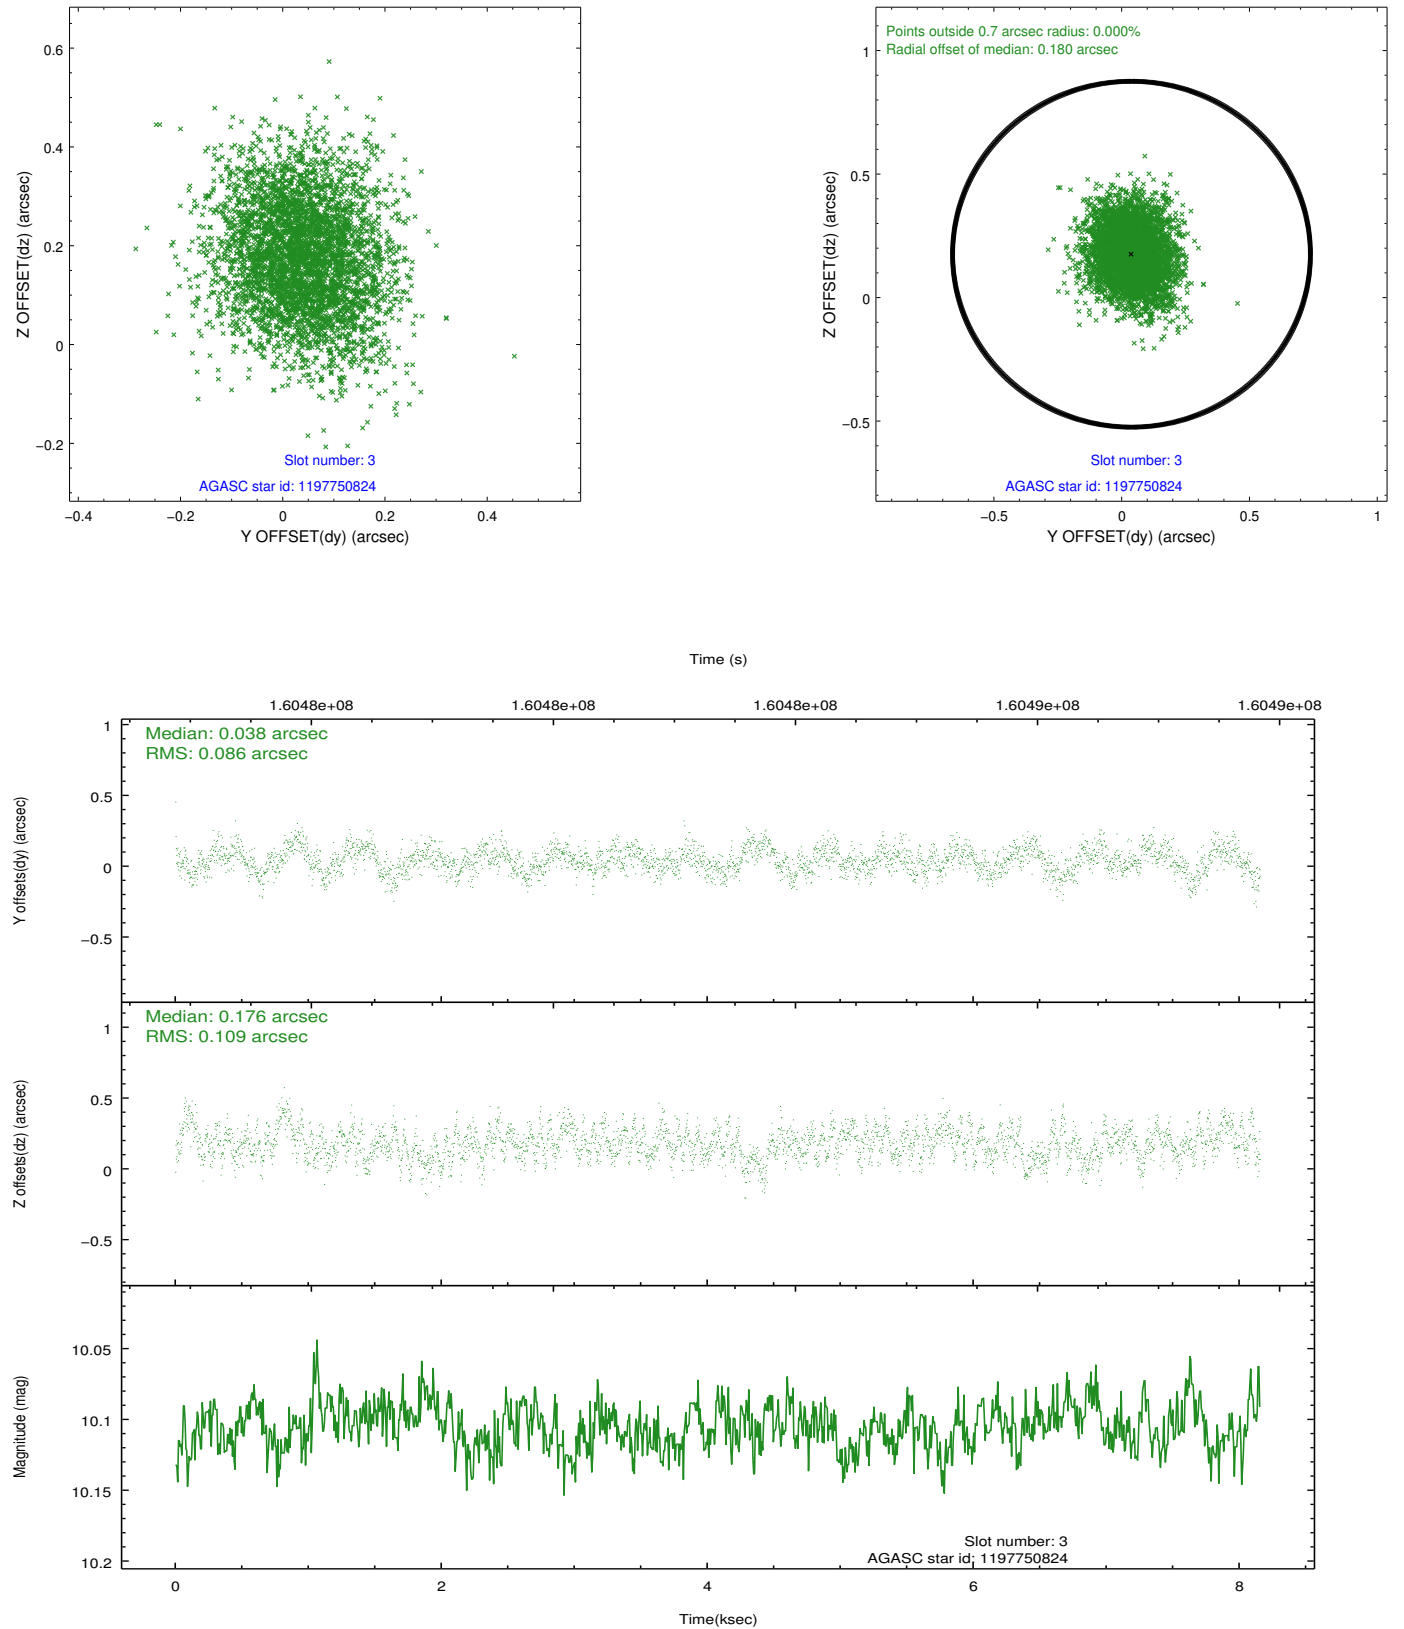 0.6
0.4
0.2
0
−0.2
−0.4
−0.2
0
0.2
0.4
Z OFFSET(dz) (arcsec)
Y OFFSET(dy) (arcsec)
Slot number: 3
AGASC star id: 1197750824
Points outside 0.7 arcsec radius: 0.000%
Radial offset of median: 0.180 arcsec
1
0.5
0
−0.5
−0.5
0
0.5
1
Z OFFSET(dz) (arcsec)
Y OFFSET(dy) (arcsec)
Slot number: 3
AGASC star id: 1197750824
Time (s)
1.6048e+08
1.6048e+08
1.6048e+08
1.6049e+08
1.6049e+08
Median: 0.038 arcsec
RMS: 0.086 arcsec
1
0.5
0
−0.5
Y offsets(dy) (arcsec)
Median: 0.176 arcsec
RMS: 0.109 arcsec
1
0.5
0
−0.5
Z offsets(dz) (arcsec)
10.05
10.1
10.15
10.2
Magnitude (mag)
Slot number: 3
AGASC star id: 1197750824
0
2
4
6
8
Time(ksec)